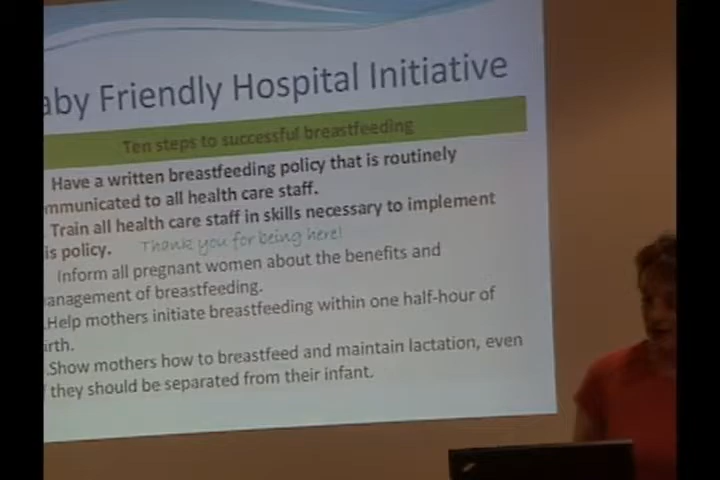 aby Friendly Hospital Initiative
Ten steps to successful breastfeeding
Have a written breastfeeding policy that is routinely
mmunicated to all health care staff.
Train all health care staff in skills necessary to implement
is policy. Thank you for being here!
Inform all pregnant women about the benefits and
anagement of breastfeeding.
.Help mothers initiate breastfeeding within one half-hour of
irth.
.Show mothers how to breastfeed and maintain lactation, even
f they should be separated from their infant.